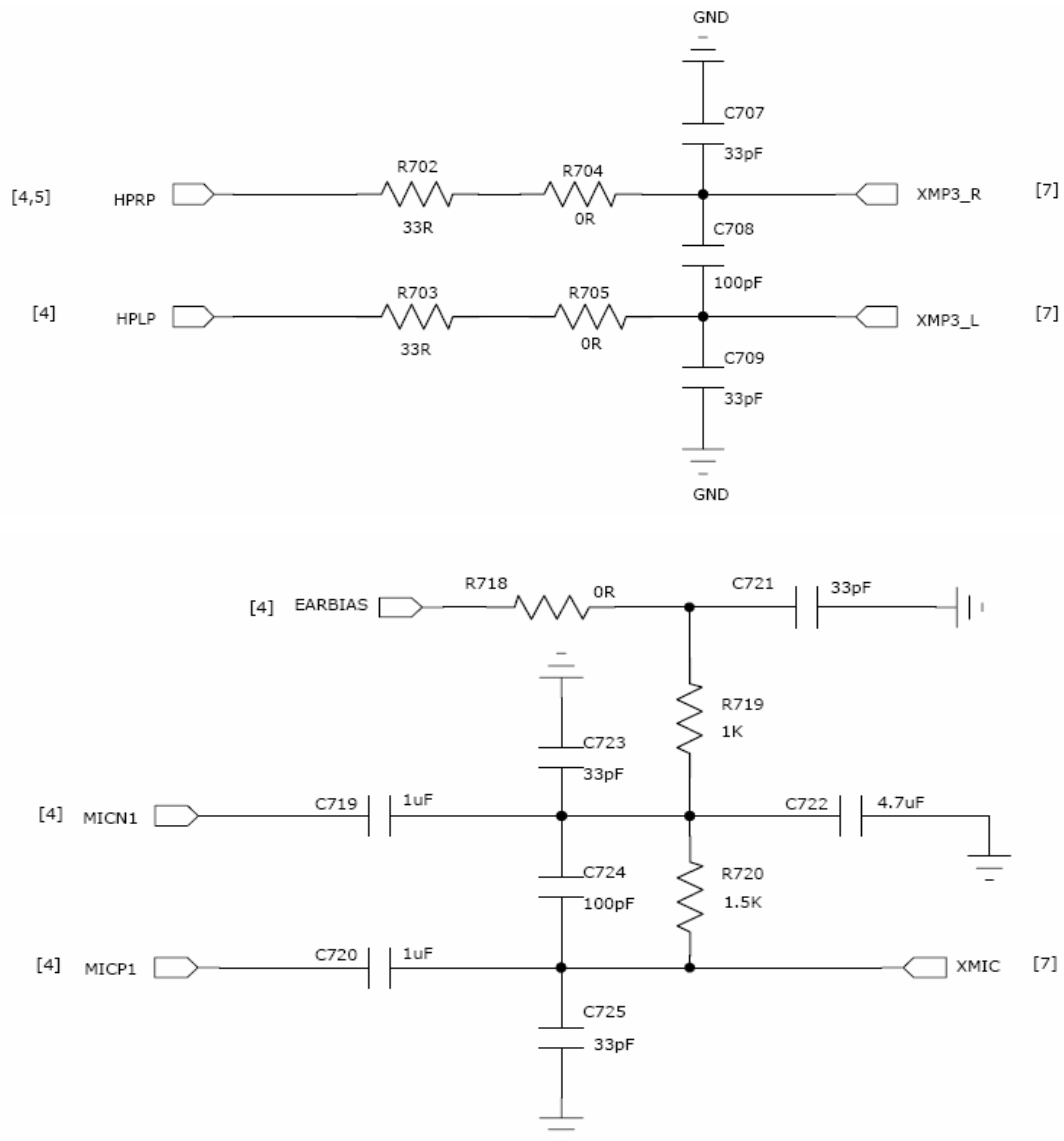 GND
C707
33pF
[4,5] HPRP R702 33R R704 0R XMP3_R [7]
C708
100pF
[4] HPLP R703 33R R705 0R XMP3_L [7]
C709
33pF
GND
[4] EARBIAS R718 0R C721 33pF
R719
1K
C723
33pF
[4] MICN1 C719 1uF C722 4.7uF
C724
100pF
R720
1.5K
[4] MICP1 C720 1uF XMIC [7]
C725
33pF